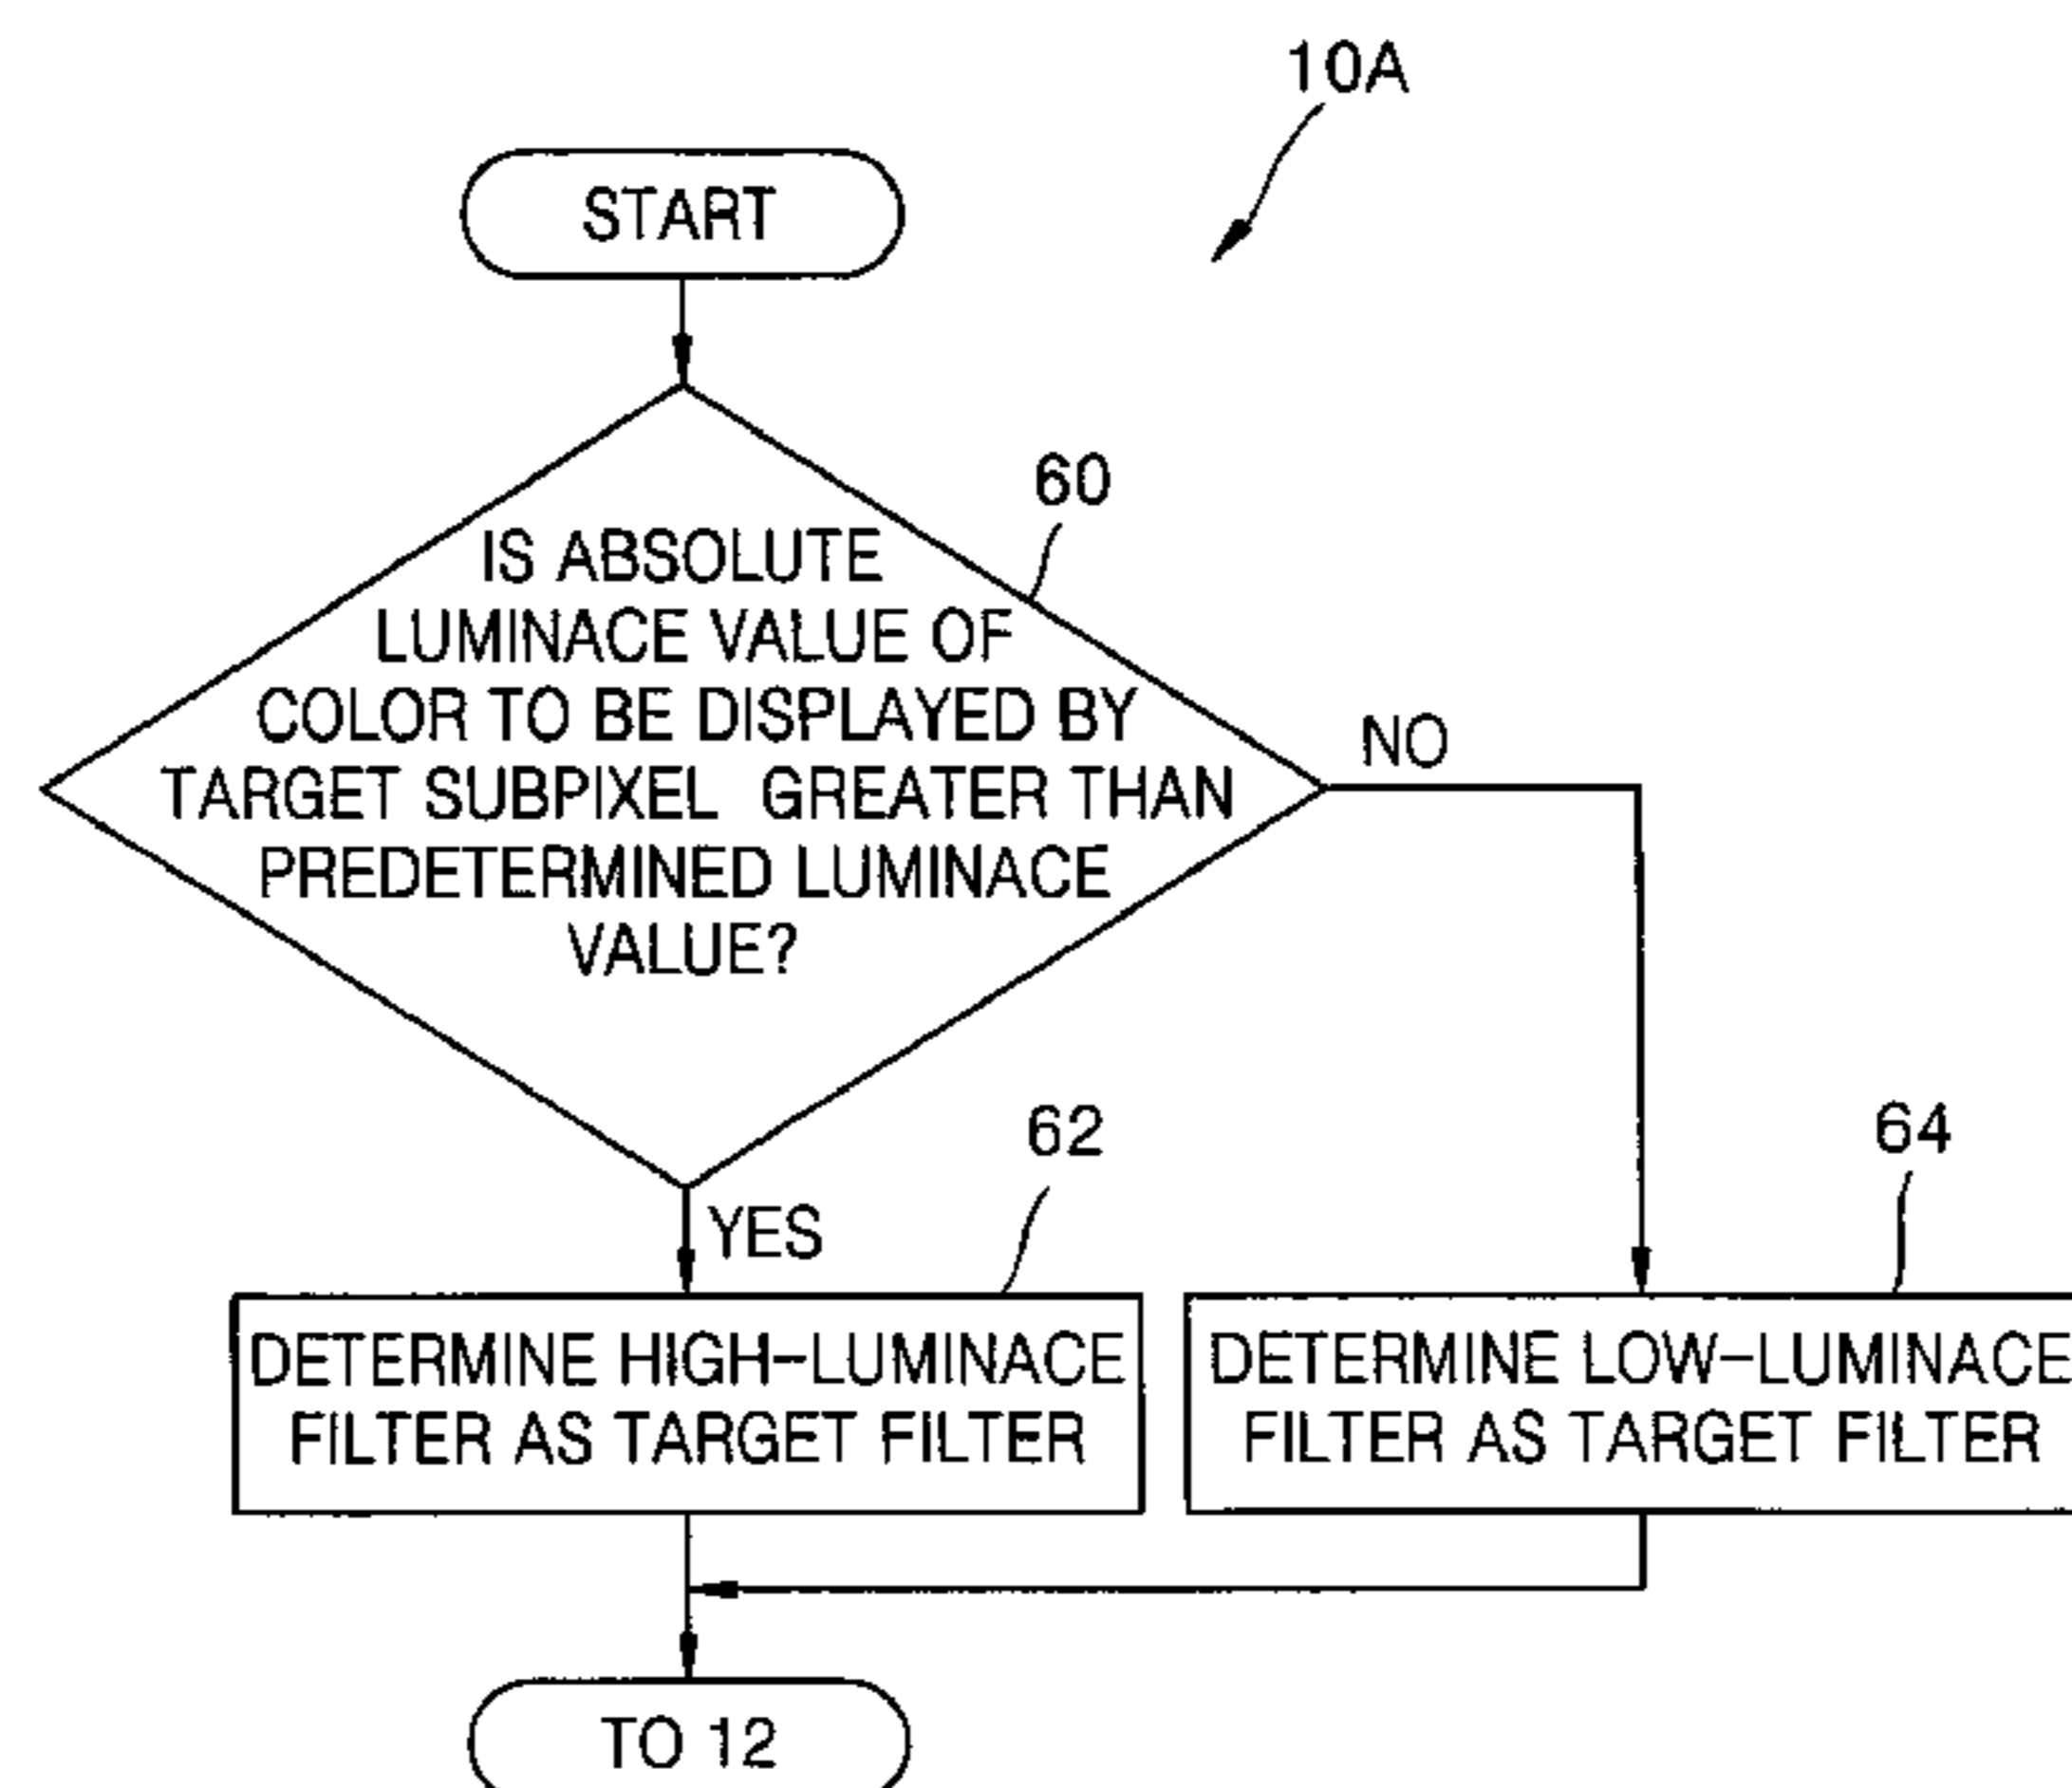 10A
START
60
IS ABSOLUTE
LUMINACE VALUE OF
COLOR TO BE DISPLAYED BY
TARGET SUBPIXEL GREATER THAN
PREDETERMINED LUMINACE
VALUE?
NO
YES
62
DETERMINE HIGH-LUMINACE
FILTER AS TARGET FILTER
64
DETERMINE LOW-LUMINACE
FILTER AS TARGET FILTER
TO 12